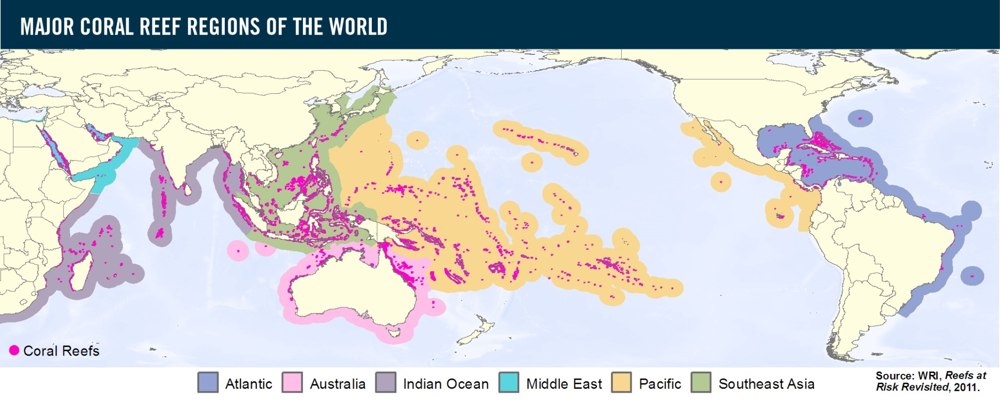 MAJOR CORAL REEF REGIONS OF THE WORLD
Coral Reefs
Atlantic
Australia
Indian Ocean
Middle East
Pacific
Southeast Asia
Source: WRI, Reefs at
Risk Revisited, 2011.